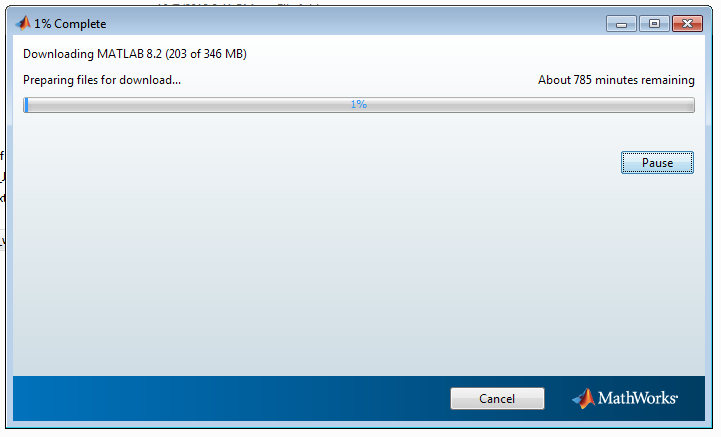 1% Complete
Downloading MATLAB 8.2 (203 of 346 MB)
Preparing files for download... About 785 minutes remaining
1%
Pause
Cancel
MathWorks®